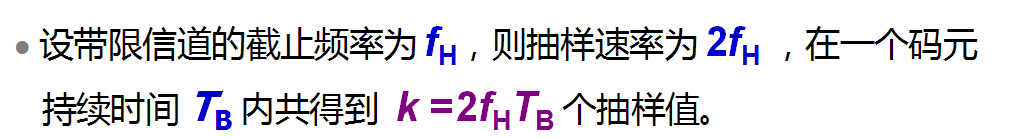 ● 设带限信道的截止频率为 fH，则抽样速率为 2fH ，在一个码元
持续时间 TB 内共得到 k =2fHTB 个抽样值。